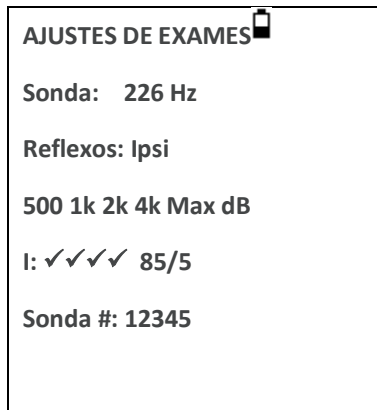 AJUSTES DE EXAMES
Sonda: 226 Hz
Reflexos: Ipsi
500 1k 2k 4k Max dB
I: ✓✓✓✓ 85/5
Sonda #: 12345